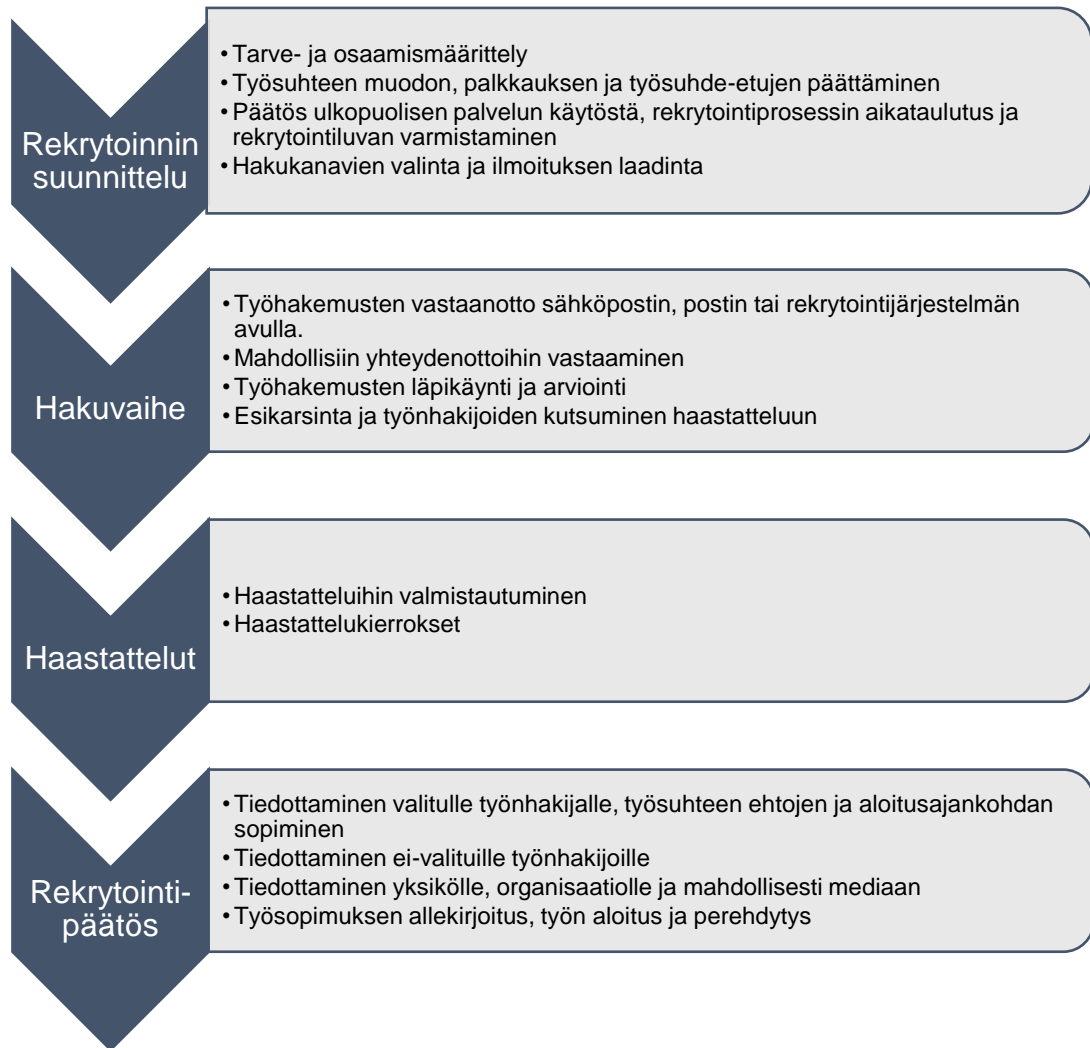 Rekrytoinnin
suunnittelu
• Tarve- ja osaamismäärittely
• Työsuhteen muodon, palkkauksen ja työsuhde-etujen päättäminen
• Päätös ulkopuolisen palvelun käytöstä, rekrytointiprosessin aikataulutus ja
rekrytointiluvan varmistaminen
• Hakukanavien valinta ja ilmoituksen laadinta
Hakuvaihe
• Työhakemusten vastaanotto sähköpostin, postin tai rekrytointijärjestelmän
avulla.
• Mahdollisiin yhteydenottoihin vastaaminen
• Työhakemusten läpikäynti ja arviointi
• Esikarsinta ja työnhakijoiden kutsuminen haastatteluun
Haastattelut
• Haastatteluihin valmistautuminen
• Haastattelukierrokset
Rekrytointi-
päätös
• Tiedottaminen valitulle työnhakijalle, työsuhteen ehtojen ja aloitusajankohdan
sopiminen
• Tiedottaminen ei-valituille työnhakijoille
• Tiedottaminen yksikölle, organisaatiolle ja mahdollisesti mediaan
• Työsopimuksen allekirjoitus, työn aloitus ja perehdytys